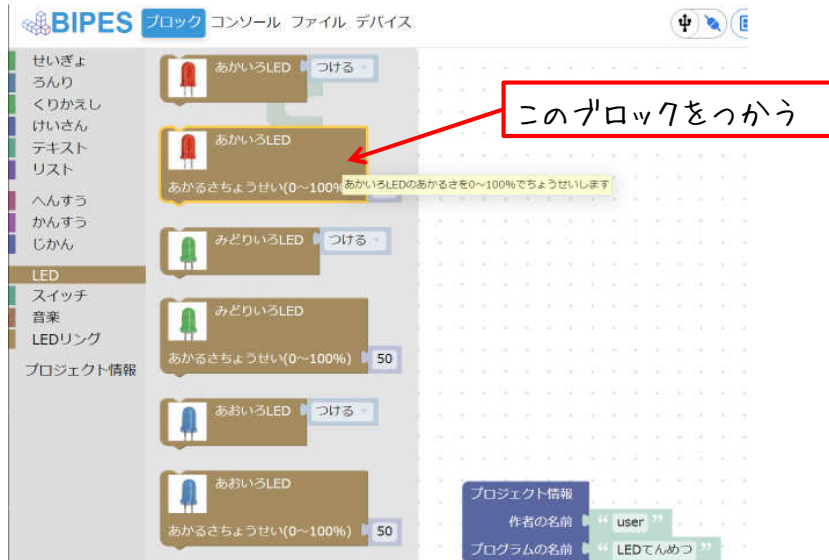 BIPES ブロック コンソール ファイル デバイス
せいぎょ
ろんり
くりかえし
けいさん
テキスト
リスト
へんすう
かんすう
じかん
LED
スイッチ
音楽
LEDリング
プロジェクト情報
あかいろLED つける
あかいろLED
あかるさちょうせい(0~100%
あかいろLEDのあかるさを0~100%でちょうせいします
このブロックをつかう
みどりいろLED つける
みどりいろLED
あかるさちょうせい(0~100%) 50
あおいろLED つける
あおいろLED
あかるさちょうせい(0~100%) 50
プロジェクト情報
作者の名前 “ user ”
プログラムの名前 “ LEDてんめつ ”